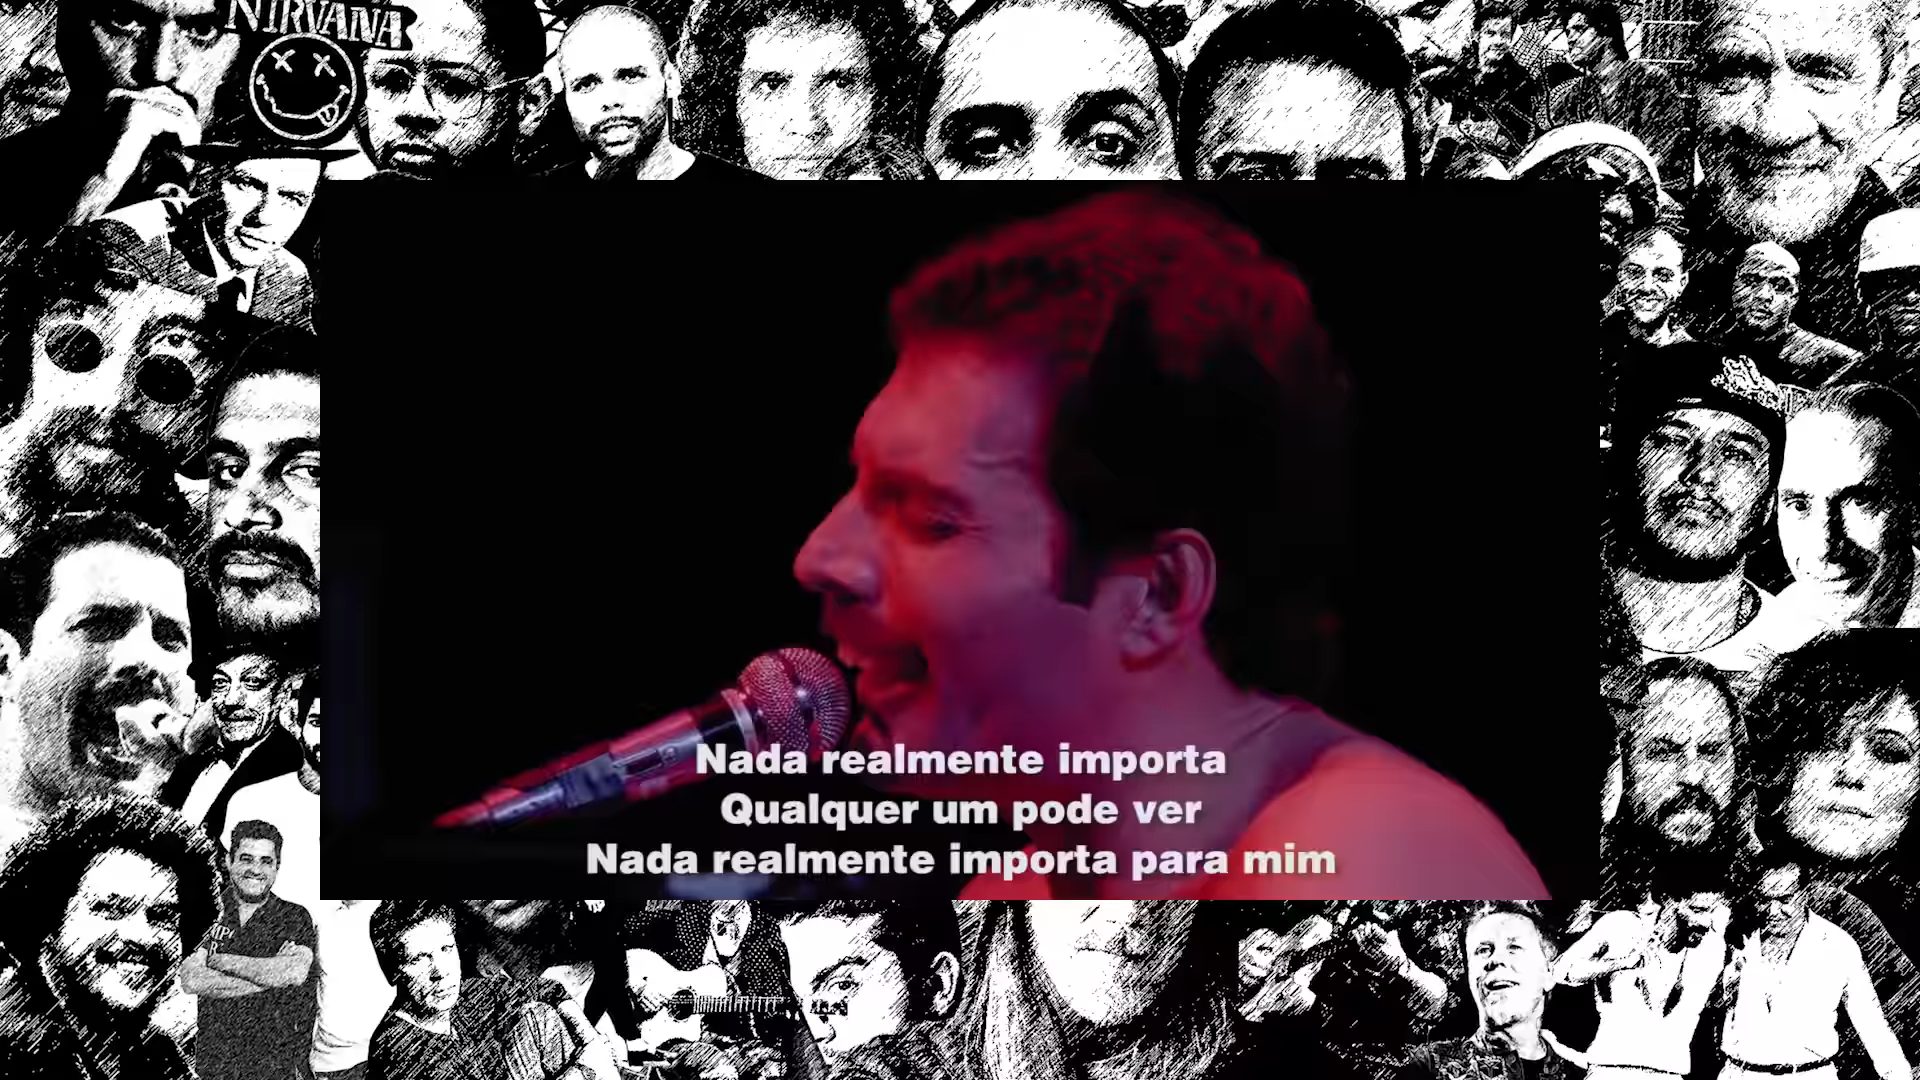 NIRVANA
Nada realmente importa
Qualquer um pode ver
Nada realmente importa para mim